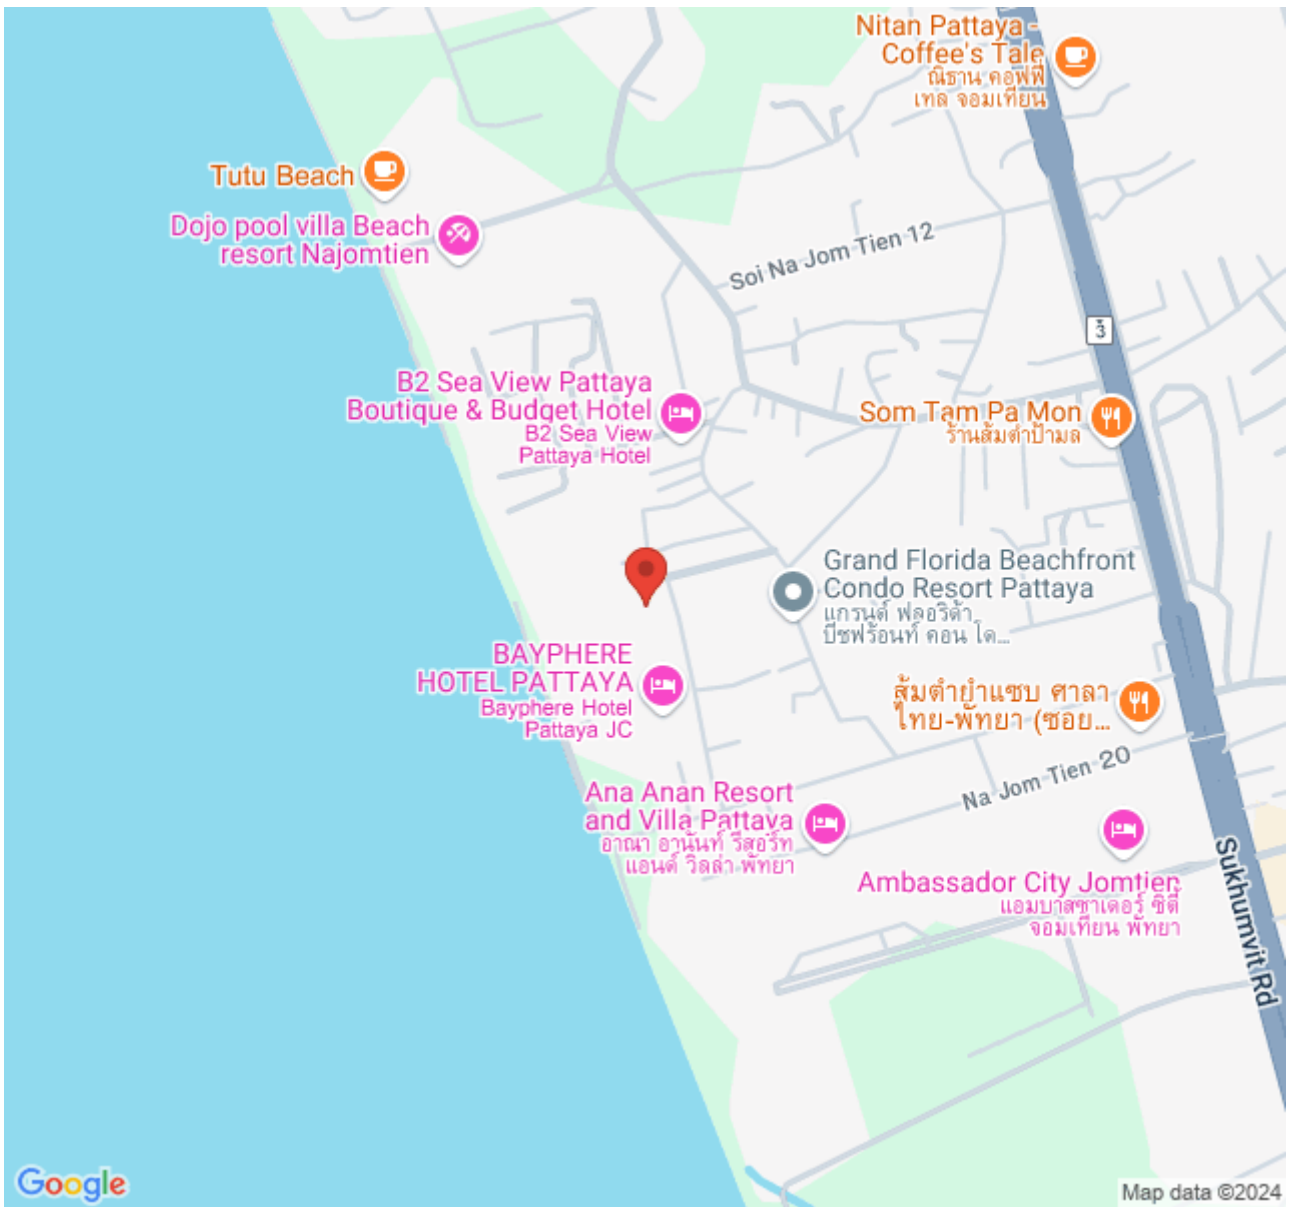 Nitan Pattaya -
Coffee's Tale
ณิธาน คอฟฟี่
เทล จอมเทียน
Tutu Beach
Dojo pool villa Beach
resort Najomtien
Soi Na Jom Tien 12
3
B2 Sea View Pattaya
Boutique & Budget Hotel
B2 Sea View
Pattaya Hotel
Som Tam Pa Mon
ร้านส้มตำป้ามล
Grand Florida Beachfront
Condo Resort Pattaya
แกรนด์ ฟลอริด้า
บีชฟร้อนท์ คอน โด...
BAYPHERE
HOTEL PATTAYA
Bayphere Hotel
Pattaya JC
ส้มตำยำแซบ ศาลา
ไทย-พัทยา (ซอย...
Na Jom Tien 20
Ana Anan Resort
and Villa Pattaya
อาณา อานันท์ รีสอร์ท
แอนด์ วิลล่า พัทยา
Ambassador City Jomtien
แอมบาสซาเดอร์ ซิตี้
จอมเทียน พัทยา
Sukhumvit Rd
Google
Map data ©2024